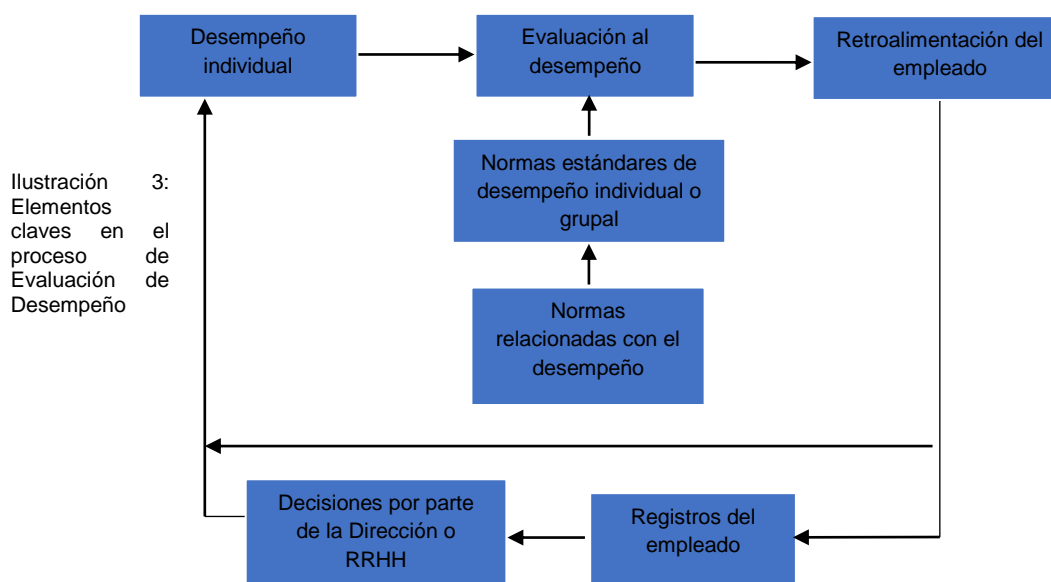 Desempeño
individual
Evaluación al
desempeño
Retroalimentación del
empleado
Normas estándares de
desempeño individual o
grupal
Ilustración 3:
Elementos
claves en el
proceso de
Evaluación de
Desempeño
Normas
relacionadas con el
desempeño
Decisiones por parte
de la Dirección o
RRHH
Registros del
empleado